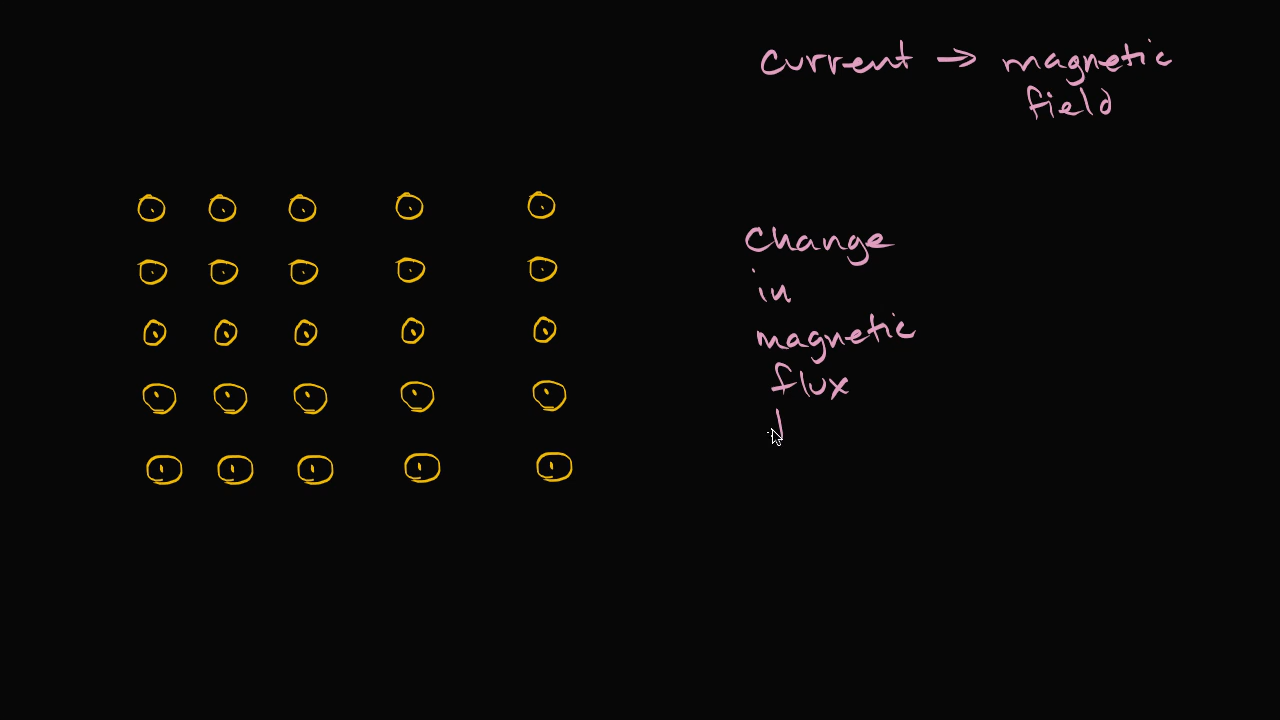 current → magnetic
field
Change
in
magnetic
flux